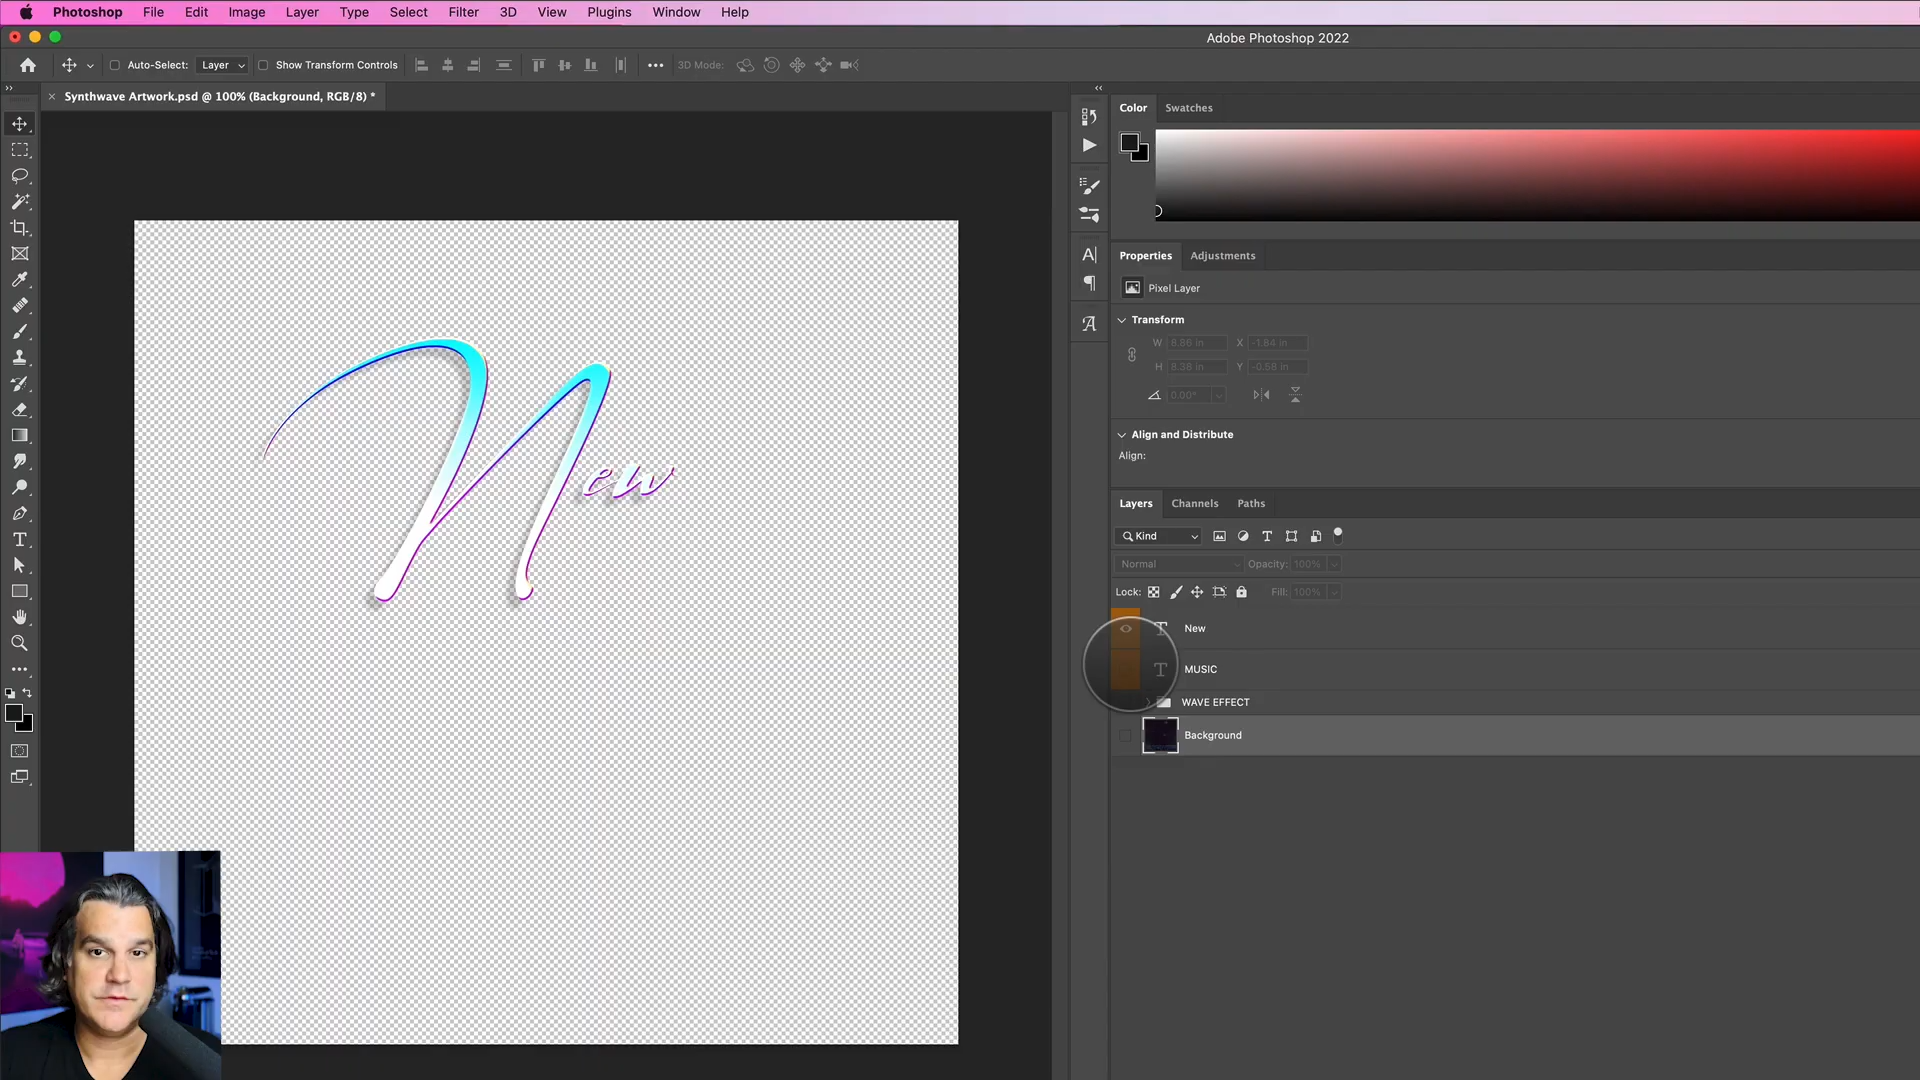 Photoshop File Edit Image Layer Type Select Filter 3D View Plugins Window Help
Adobe Photoshop 2022
Auto-Select: Layer Show Transform Controls 3D Mode:
Synthwave Artwork.psd @ 100% (Background, RGB/8) *
Color Swatches
Properties Adjustments
Pixel Layer
Transform
W 8.86 in X -1.84 in
H 8.38 in Y -0.58 in
0.00°
Align and Distribute
Align:
Layers Channels Paths
Kind
Normal Opacity: 100%
Lock: Fill: 100%
New
MUSIC
WAVE EFFECT
Background
New